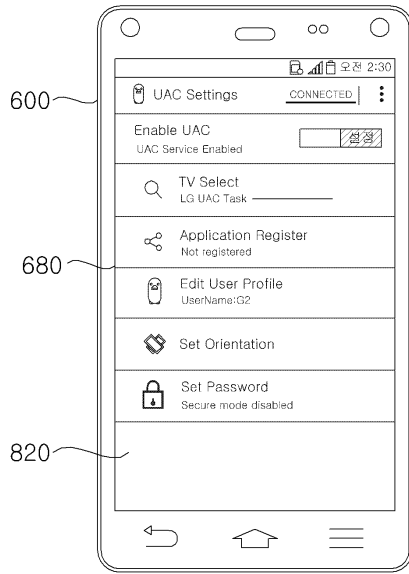 오전 2:30
600
UAC Settings
CONNECTED
Enable UAC
UAC Service Enabled
설정
TV Select
LG UAC Task
Application Register
Not registered
680
Edit User Profile
UserName:G2
Set Orientation
Set Password
Secure mode disabled
820